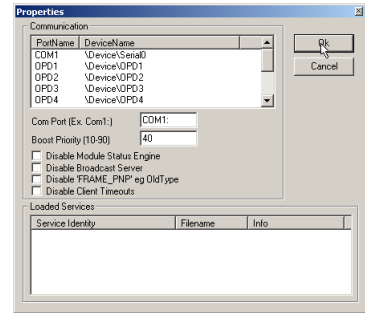 Properties
Communication
PortName DeviceName
COM1 \Device\Serial0
OPD1 \Device\OPD1
OPD2 \Device\OPD2
OPD3 \Device\OPD3
OPD4 \Device\OPD4
Ok
Cancel
Com Port (Ex. Com1:) COM1:
Boost Priority (10-90) 40
Disable Module Status Engine
Disable Broadcast Server
Disable 'FRAME_PNP' eg OldType
Disable Client Timeouts
Loaded Services
Service Identity Filename Info